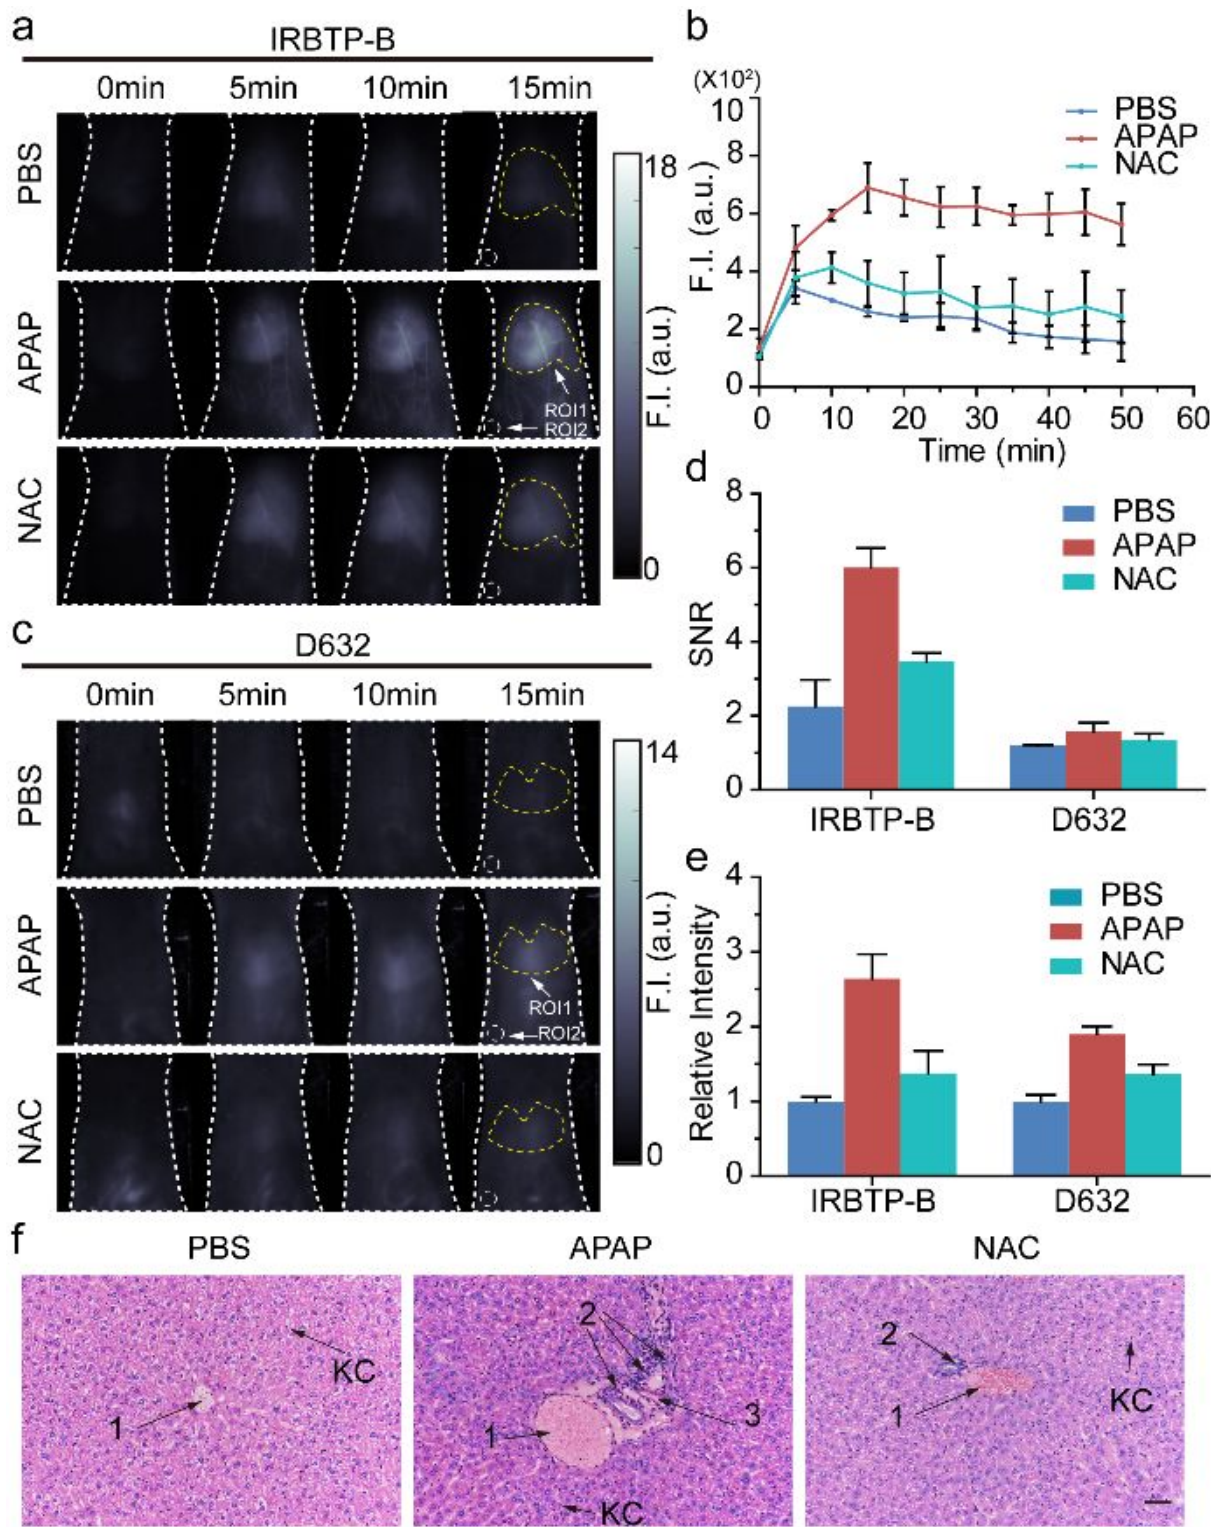 a
IRBTP-B
0min 5min 10min 15min
PBS
APAP
NAC
ROI1
ROI2
18
F.I. (a.u.)
0
b
(X10²)
10
8
6
4
2
0
F.I. (a.u.)
PBS
APAP
NAC
0 10 20 30 40 50 60
Time (min)
c
D632
0min 5min 10min 15min
PBS
APAP
NAC
ROI1
ROI2
14
F.I. (a.u.)
0
d
8
6
4
2
0
SNR
PBS
APAP
NAC
IRBTP-B D632
e
4
3
2
1
0
Relative Intensity
PBS
APAP
NAC
IRBTP-B D632
f
PBS APAP NAC
KC
1
2
1
3
KC
2
1
KC